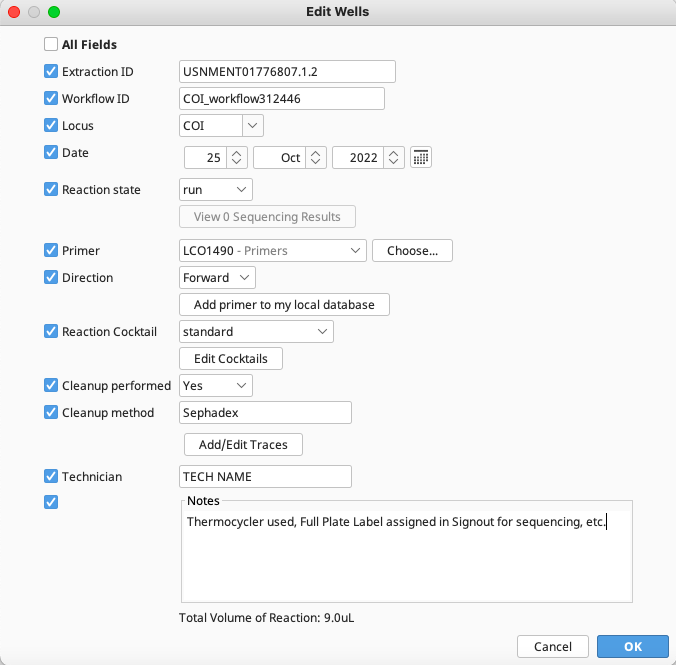 Edit Wells
All Fields
Extraction ID USNMENT01776807.1.2
Workflow ID COI_workflow312446
Locus COI
Date 25 Oct 2022
Reaction state run
View 0 Sequencing Results
Primer LCO1490 - Primers Choose...
Direction Forward
Add primer to my local database
Reaction Cocktail standard
Edit Cocktails
Cleanup performed Yes
Cleanup method Sephadex
Add/Edit Traces
Technician TECH NAME
Notes
Thermocycler used, Full Plate Label assigned in Signout for sequencing, etc.
Total Volume of Reaction: 9.0uL
Cancel OK